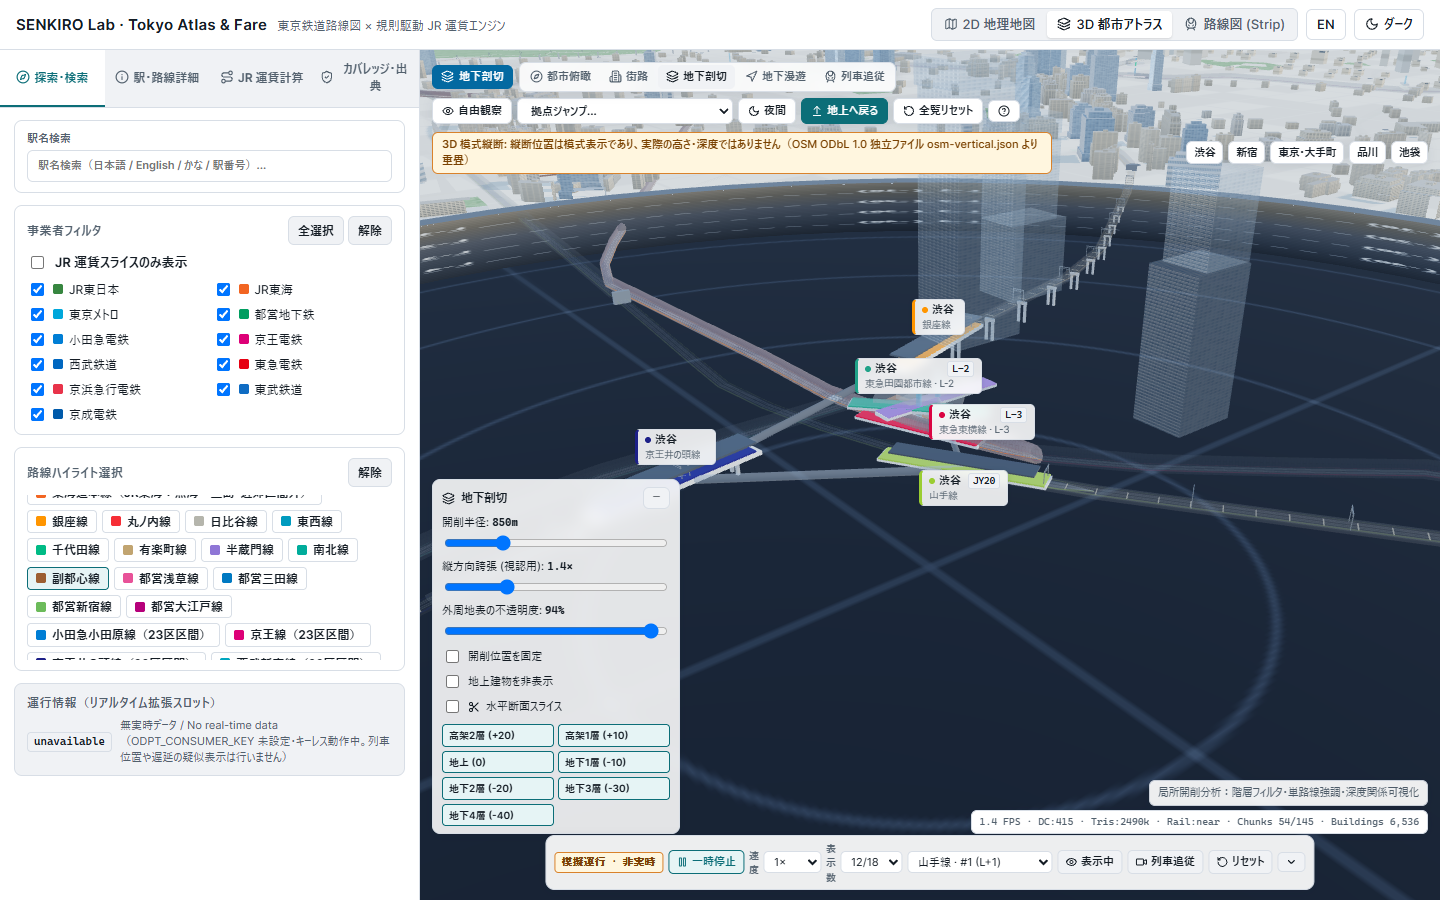 SENKIRO Lab · Tokyo Atlas & Fare
東京鉄道路線図 × 規則駆動 JR 運賃エンジン
2D 地理地図
3D 都市アトラス
路線図 (Strip)
EN
ダーク
探索・検索
駅・路線詳細
JR 運賃計算
カバレッジ・出典
駅名検索
駅名検索（日本語 / English / かな / 駅番号）...
事業者フィルタ
全選択
解除
JR 運賃スライスのみ表示
JR東日本
JR東海
東京メトロ
都営地下鉄
小田急電鉄
京王電鉄
西武鉄道
東急電鉄
京浜急行電鉄
東武鉄道
京成電鉄
路線ハイライト選択
解除
銀座線
丸ノ内線
日比谷線
東西線
千代田線
有楽町線
半蔵門線
南北線
副都心線
都営浅草線
都営三田線
都営新宿線
都営大江戸線
小田急小田原線（23区区間）
京王線（23区区間）
運行情報（リアルタイム拡張スロット）
unavailable
無実時データ / No real-time data
（ODPT_CONSUMER_KEY 未設定・キーレス動作中。列車
位置や遅延の疑似表示は行いません）
地下剖切
都市俯瞰
街路
地下剖切
地下漫遊
列車追従
自由観察
拠点ジャンプ...
夜間
地上へ戻る
全覧リセット
3D 模式縦断: 縦断位置は模式表示であり、実際の高さ・深度ではありません（OSM ODbL 1.0 独立ファイル osm-vertical.json より
重畳）
渋谷
新宿
東京・大手町
品川
池袋
渋谷
銀座線
渋谷
L-2
東急田園都市線 · L-2
渋谷
L-3
東急東横線 · L-3
渋谷
京王井の頭線
渋谷
JY20
山手線
地下剖切
−
開削半径: 850m
縦方向誇張 (視認用): 1.4×
外周地表の不透明度: 94%
開削位置を固定
地上建物を非表示
水平断面スライス
高架2層 (+20)
高架1層 (+10)
地上 (0)
地下1層 (-10)
地下2層 (-20)
地下3層 (-30)
地下4層 (-40)
局所開削分析：階層フィルタ・単路線強調・深度関係可視化
1.4 FPS · DC:415 · Tris:2490k · Rail:near · Chunks 54/145 · Buildings 6,536
模擬運行 · 非実時
一時停止
速度
1×
表示数
12/18
山手線 · #1 (L+1)
表示中
列車追従
リセット